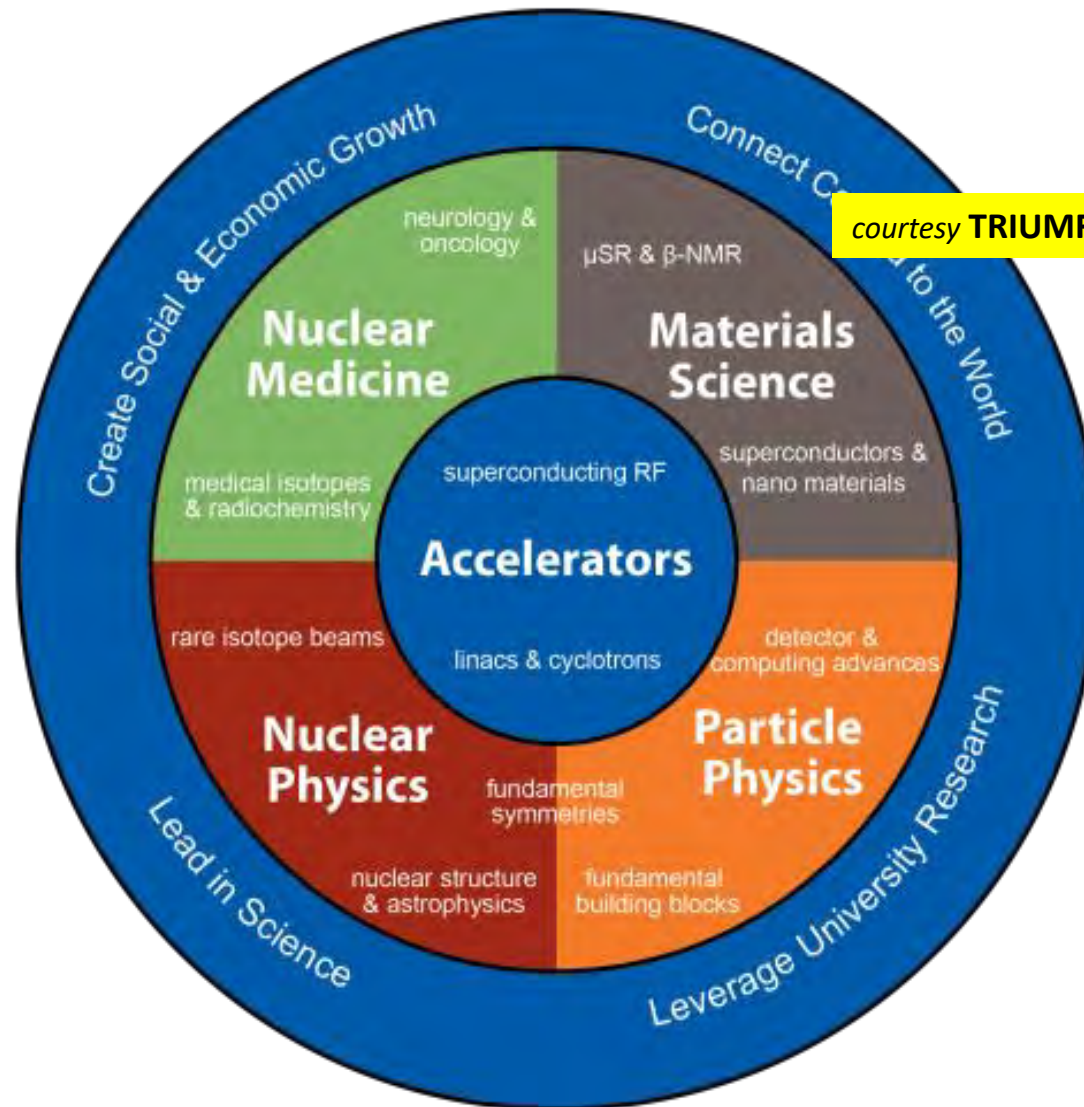 Create Social & Economic Growth
Connect to the World
courtesy TRIUMF
neurology &
oncology
μSR & β-NMR
Nuclear
Medicine
Materials
Science
medical isotopes
& radiochemistry
superconducting RF
superconductors &
nano materials
Accelerators
rare isotope beams
linacs & cyclotrons
detector &
computing advances
Nuclear
Physics
Particle
Physics
fundamental
symmetries
nuclear structure
& astrophysics
fundamental
building blocks
Lead in Science
Leverage University Research